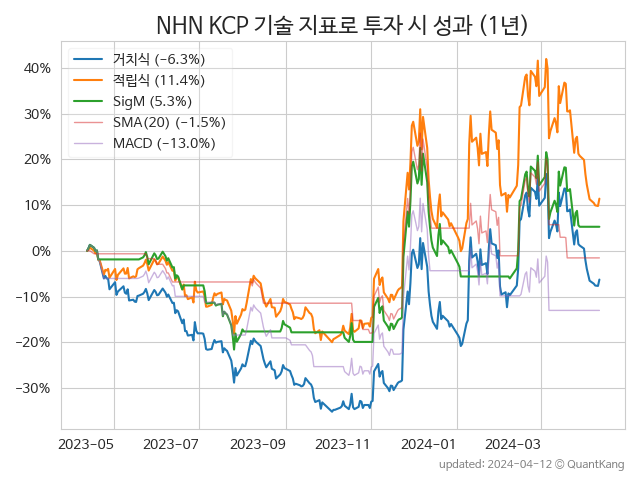 NHN KCP 기술 지표로 투자 시 성과 (1년)
거치식 (−6.3%)
적립식 (11.4%)
SigM (5.3%)
SMA(20) (−1.5%)
MACD (−13.0%)
40%
30%
20%
10%
0%
−10%
−20%
−30%
2023-05 2023-07 2023-09 2023-11 2024-01 2024-03
updated: 2024-04-12 © QuantKang